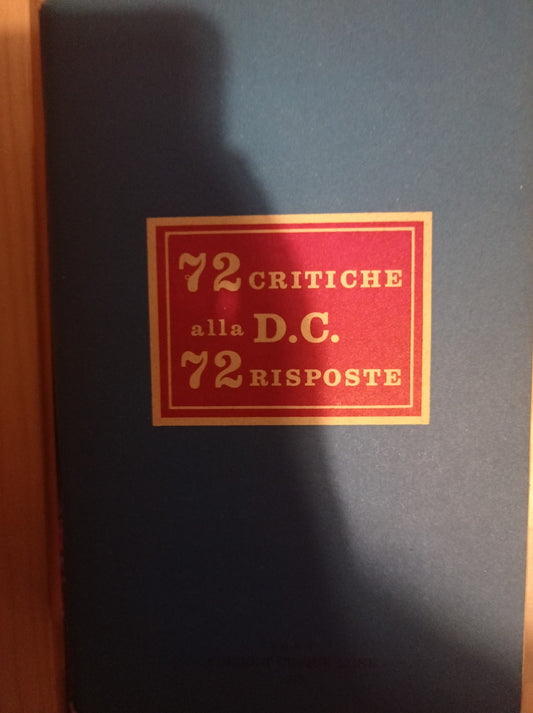 72 CRITICHE
alla D.C.
72 RISPOSTE